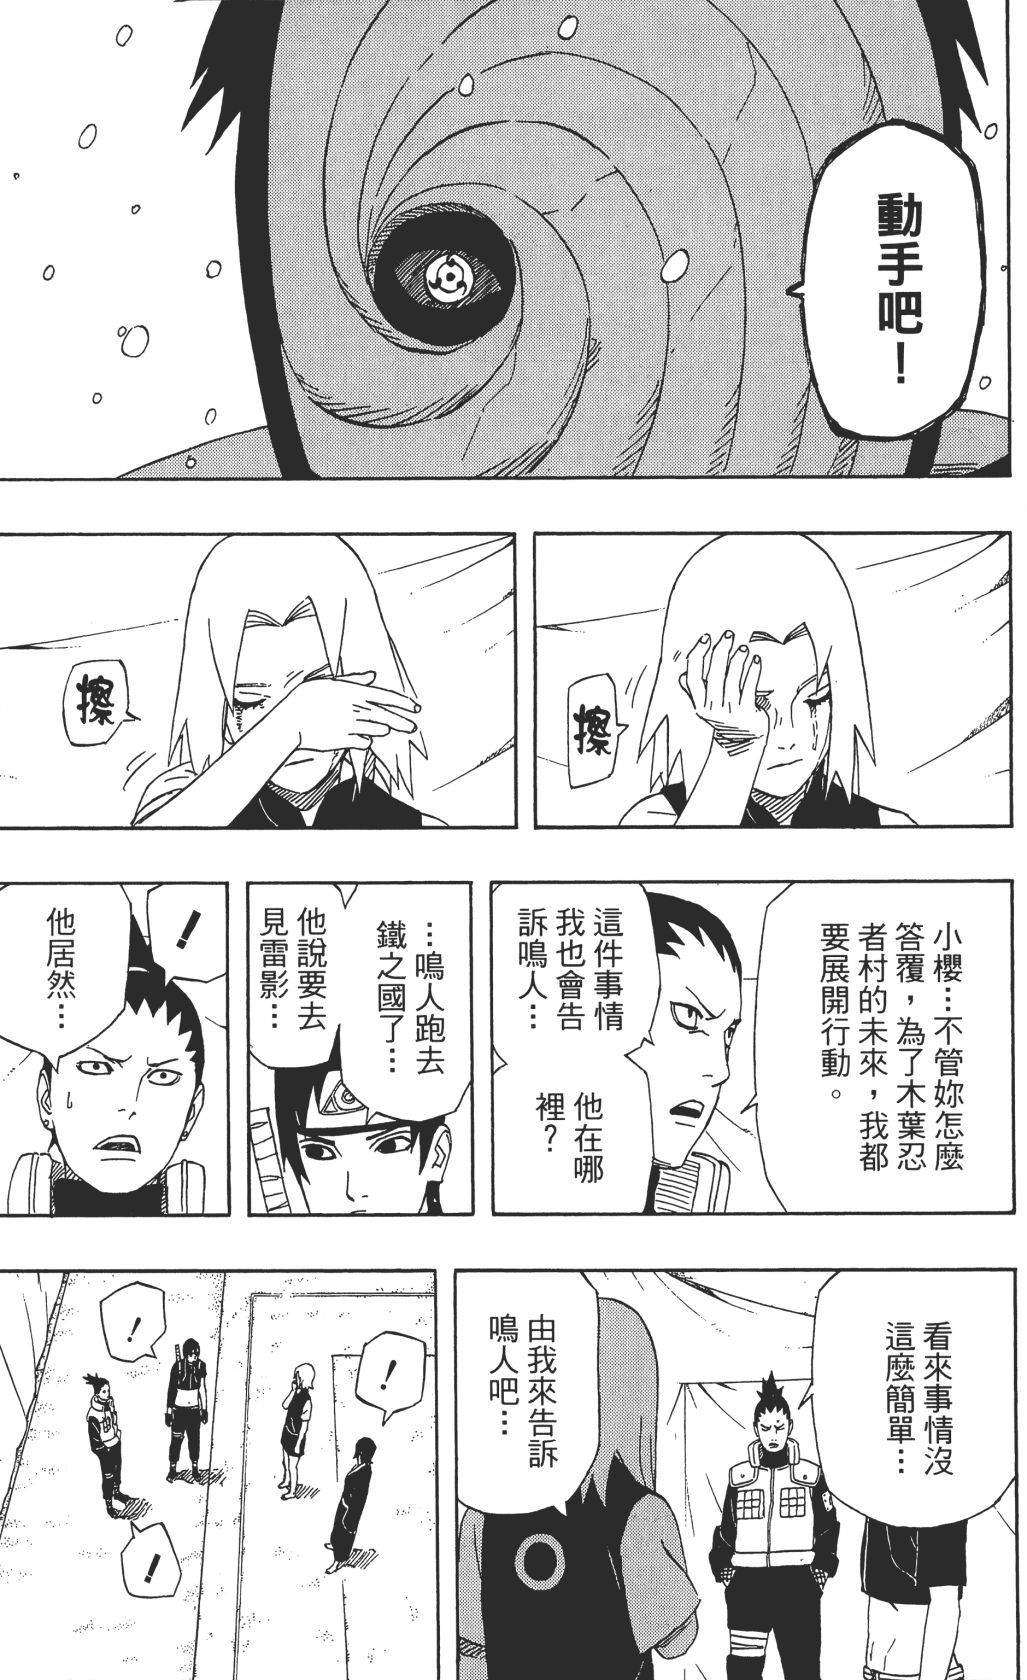 動手吧！
擦
擦
小櫻…不管妳怎麼
答覆，為了木葉忍
者村的未來，我都
要展開行動。
這件事情
我也會告
訴鳴人…
他在哪
裡？
…鳴人跑去
鐵之國了…
他說要去
見雷影…
！
他居然…
看來事情沒
這麼簡單…
由我來告訴
鳴人吧…
！
！
！